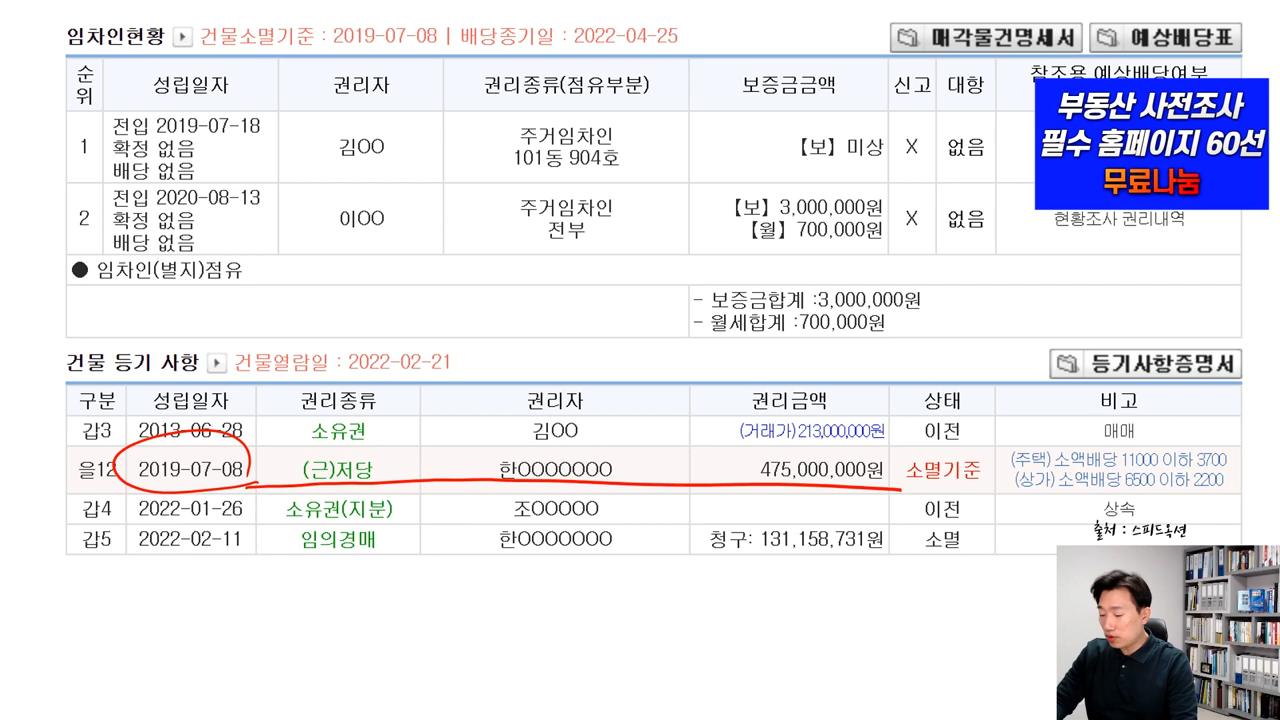 임차인현황 건물소멸기준 : 2019-07-08 | 배당종기일 : 2022-04-25
매각물건명세서 예상배당표
순위 성립일자 권리자 권리종류(점유부분) 보증금금액 신고 대항 참조용 예상배당여부
부동산 사전조사
필수 홈페이지 60선
무료나눔
1 전입 2019-07-18 확정 없음 배당 없음 김OO 주거임차인 101동 904호 【보】 미상 X 없음
2 전입 2020-08-13 확정 없음 배당 없음 이OO 주거임차인 전부 【보】 3,000,000원 【월】 700,000원 X 없음 현황조사 권리내역
● 임차인(별지)점유
- 보증금합계 :3,000,000원
- 월세합계 :700,000원
건물 등기 사항 건물열람일 : 2022-02-21
등기사항증명서
구분 성립일자 권리종류 권리자 권리금액 상태 비고
갑3 2013-06-28 소유권 김OO (거래가) 213,000,000원 이전 매매
을12 2019-07-08 (근)저당 한OOOOOOO 475,000,000원 소멸기준 (주택) 소액배당 11000 이하 3700 (상가) 소액배당 6500 이하 2200
갑4 2022-01-26 소유권(지분) 조OOOOO 이전 상속
갑5 2022-02-11 임의경매 한OOOOOOO 청구: 131,158,731원 소멸
출처 : 스피드옥션